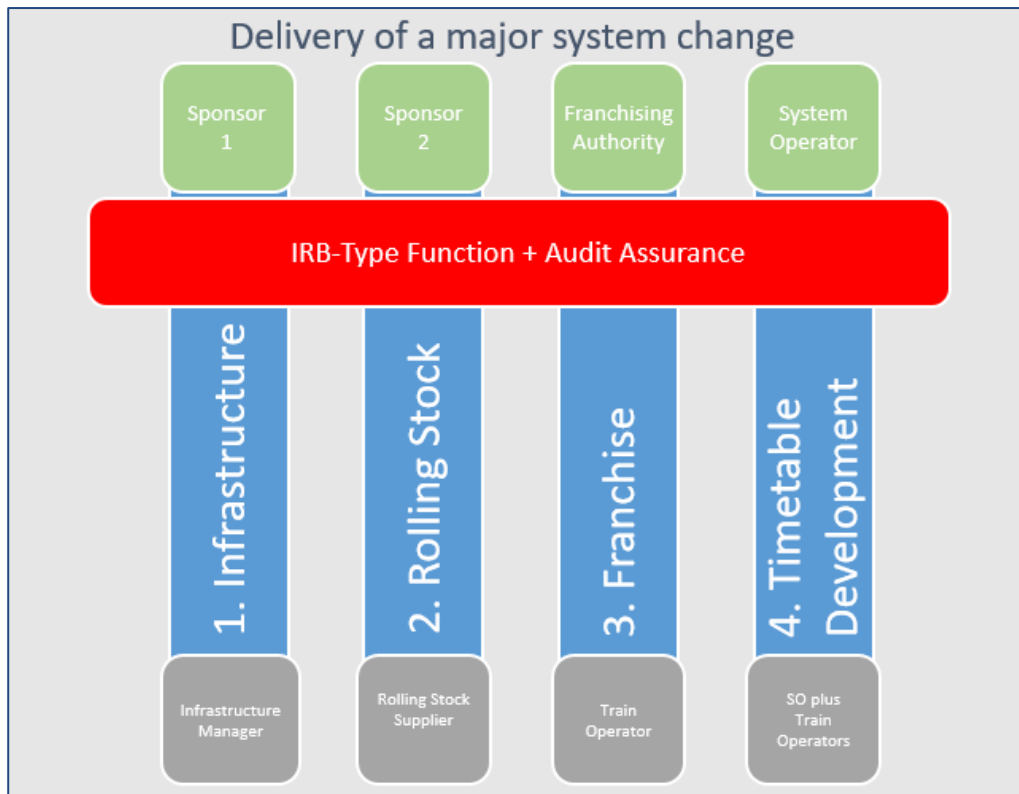 Delivery of a major system change
Sponsor
1
Sponsor
2
Franchising
Authority
System
Operator
IRB-Type Function + Audit Assurance
1. Infrastructure
2. Rolling Stock
3. Franchise
4. Timetable
Development
Infrastructure
Manager
Rolling Stock
Supplier
Train
Operator
SO plus
Train
Operators